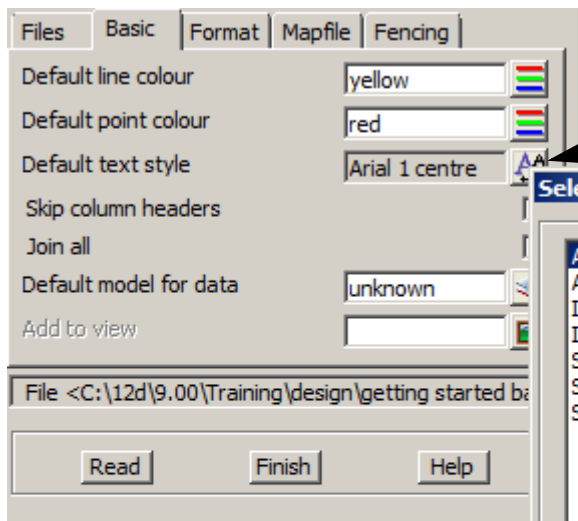 Files Basic Format Mapfile Fencing
Default line colour yellow
Default point colour red
Default text style Arial 1 centre
Skip column headers
Join all
Default model for data unknown
Add to view
File <C:\12d\9.00\Training\design\getting started
Read Finish Help